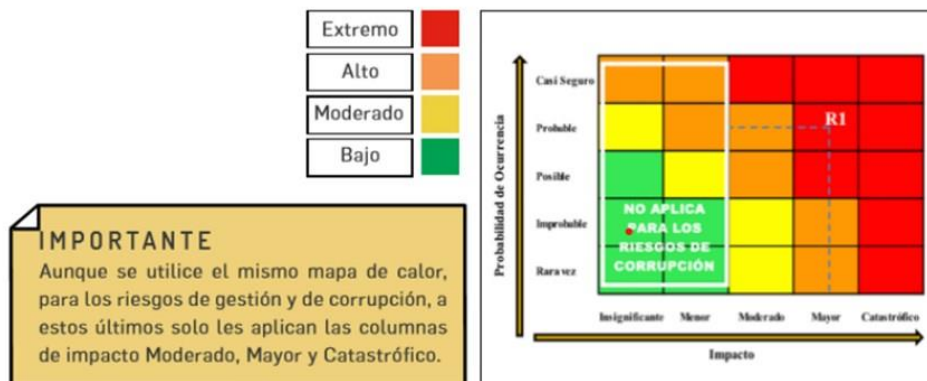 Extremo
Alto
Moderado
Bajo
IMPORTANTE
Aunque se utilice el mismo mapa de calor,
para los riesgos de gestión y de corrupción, a
estos últimos solo les aplican las columnas
de impacto Moderado, Mayor y Catastrófico.
Probabilidad de Ocurrencia
Casi Seguro
Probable
R1
Posible
Improbable
Rara vez
NO APLICA
PARA LOS
RIESGOS DE
CORRUPCIÓN
Insignificante Menor Moderado Mayor Catastrófico
Impacto